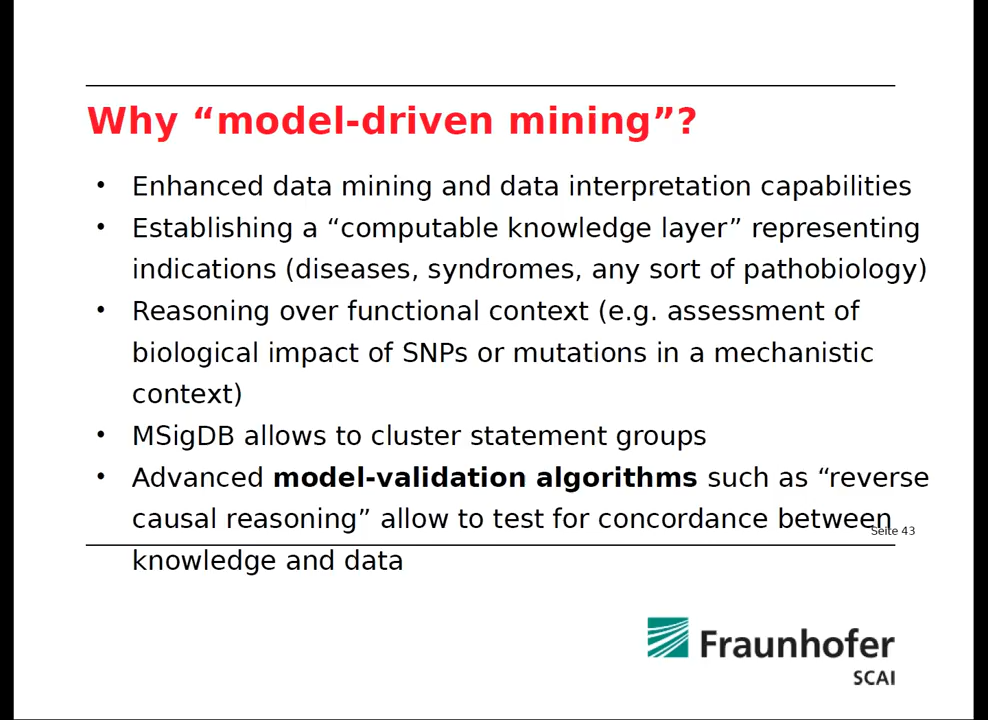 Why “model-driven mining”?
• Enhanced data mining and data interpretation capabilities
• Establishing a “computable knowledge layer” representing
indications (diseases, syndromes, any sort of pathobiology)
• Reasoning over functional context (e.g. assessment of
biological impact of SNPs or mutations in a mechanistic
context)
• MSigDB allows to cluster statement groups
• Advanced model-validation algorithms such as “reverse
causal reasoning” allow to test for concordance between
Seite 43
knowledge and data
Fraunhofer
SCAI